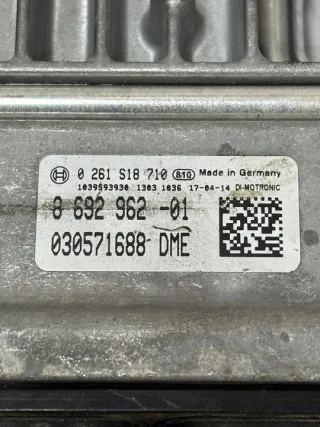 0 261 S18 710 810 Made in Germany
1039S93930 1303 1036 17-04-14 DI-MOTRONIC
8 692 962 -01
030571688 DME